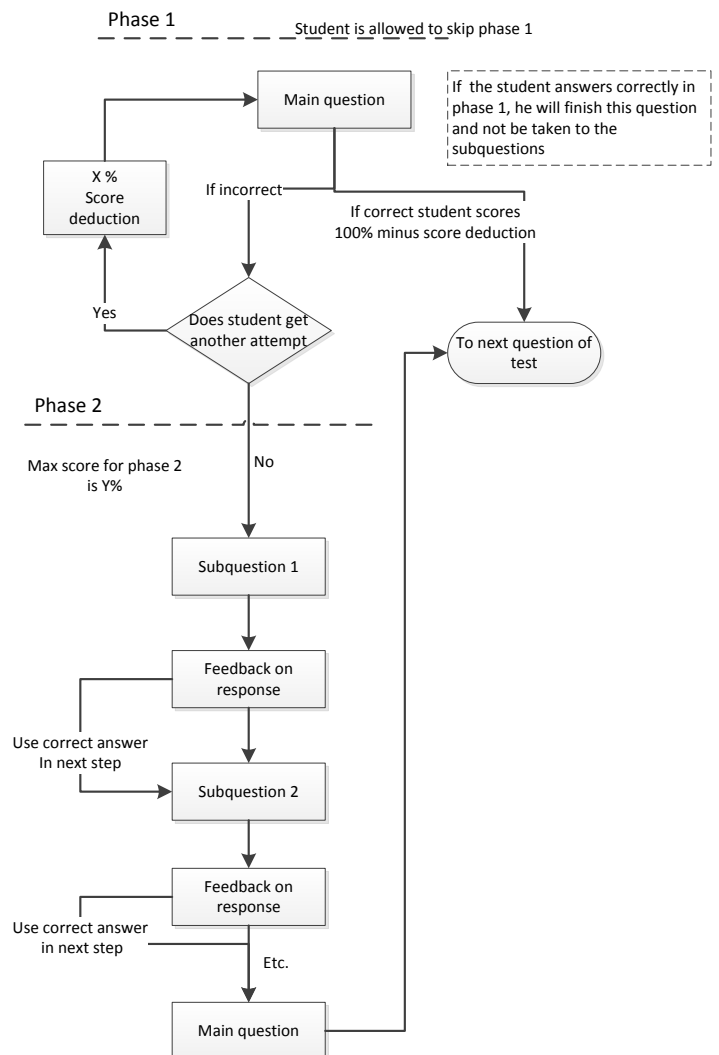 Phase 1
Student is allowed to skip phase 1
Main question
If the student answers correctly in
phase 1, he will finish this question
and not be taken to the
subquestions
X %
Score
deduction
If incorrect
If correct student scores
100% minus score deduction
Yes
Does student get
another attempt
To next question of
test
Phase 2
No
Max score for phase 2
is Y%
Subquestion 1
Feedback on
response
Use correct answer
In next step
Subquestion 2
Feedback on
response
Use correct answer
in next step
Etc.
Main question